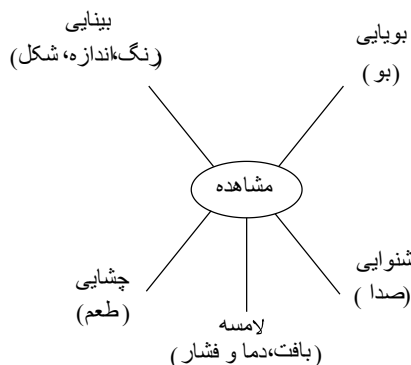 بویایی
(بو)
بینایی
(رنگ،اندازه، شکل)
مشاهده
شنوایی
(صدا)
چشایی
(طعم)
لامسه
(بافت،دما و فشار)